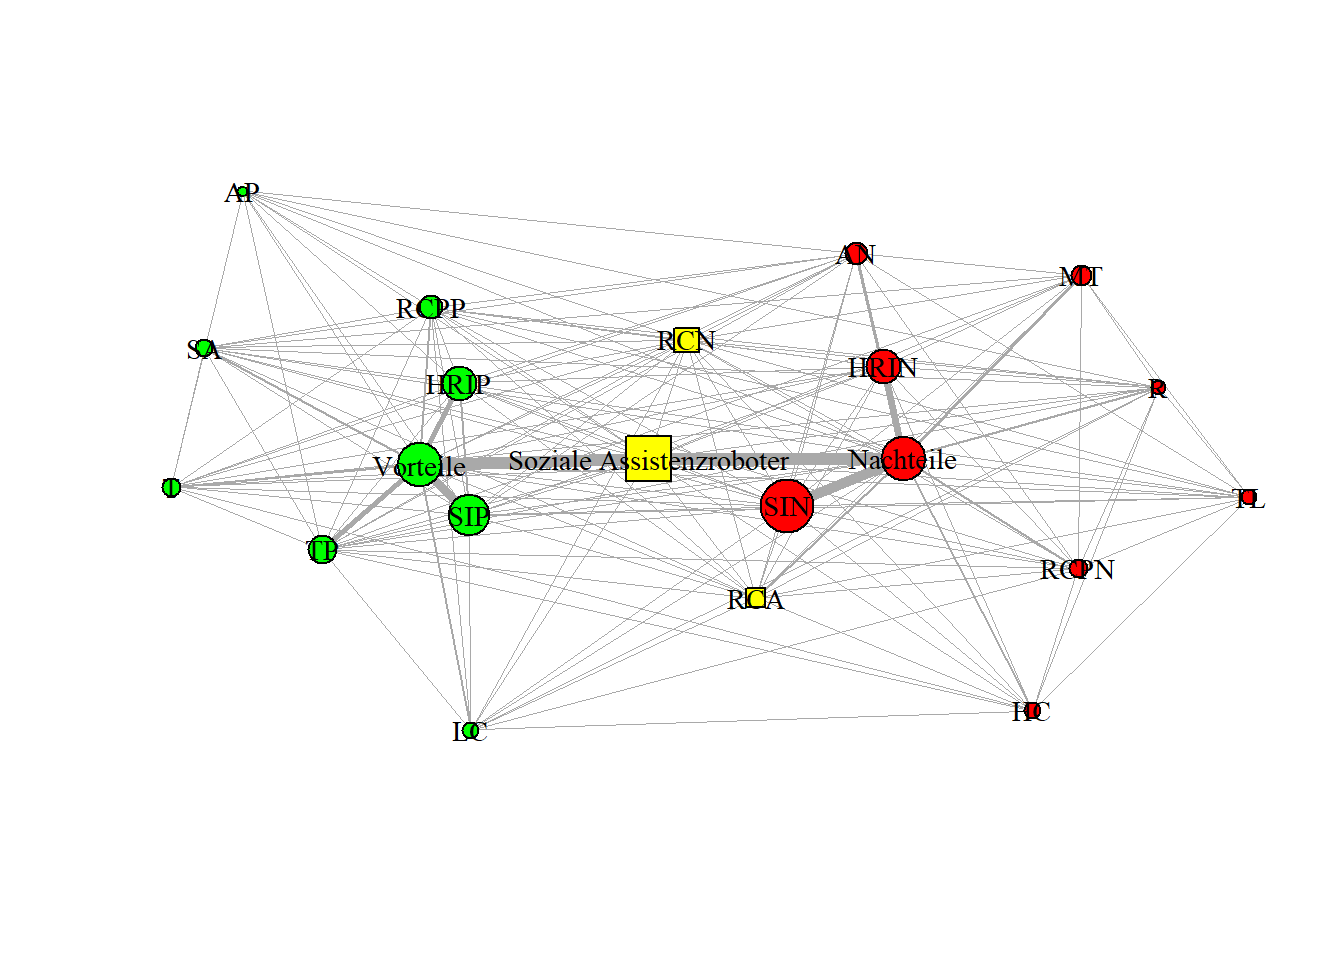 AP
AN
MT
RCPP
RCN
SA
HRIP
HRIN
R
Vorteile
Soziale Assistenzroboter
Nachteile
TL
SIP
SIN
TP
RCPN
RCA
LC
HC